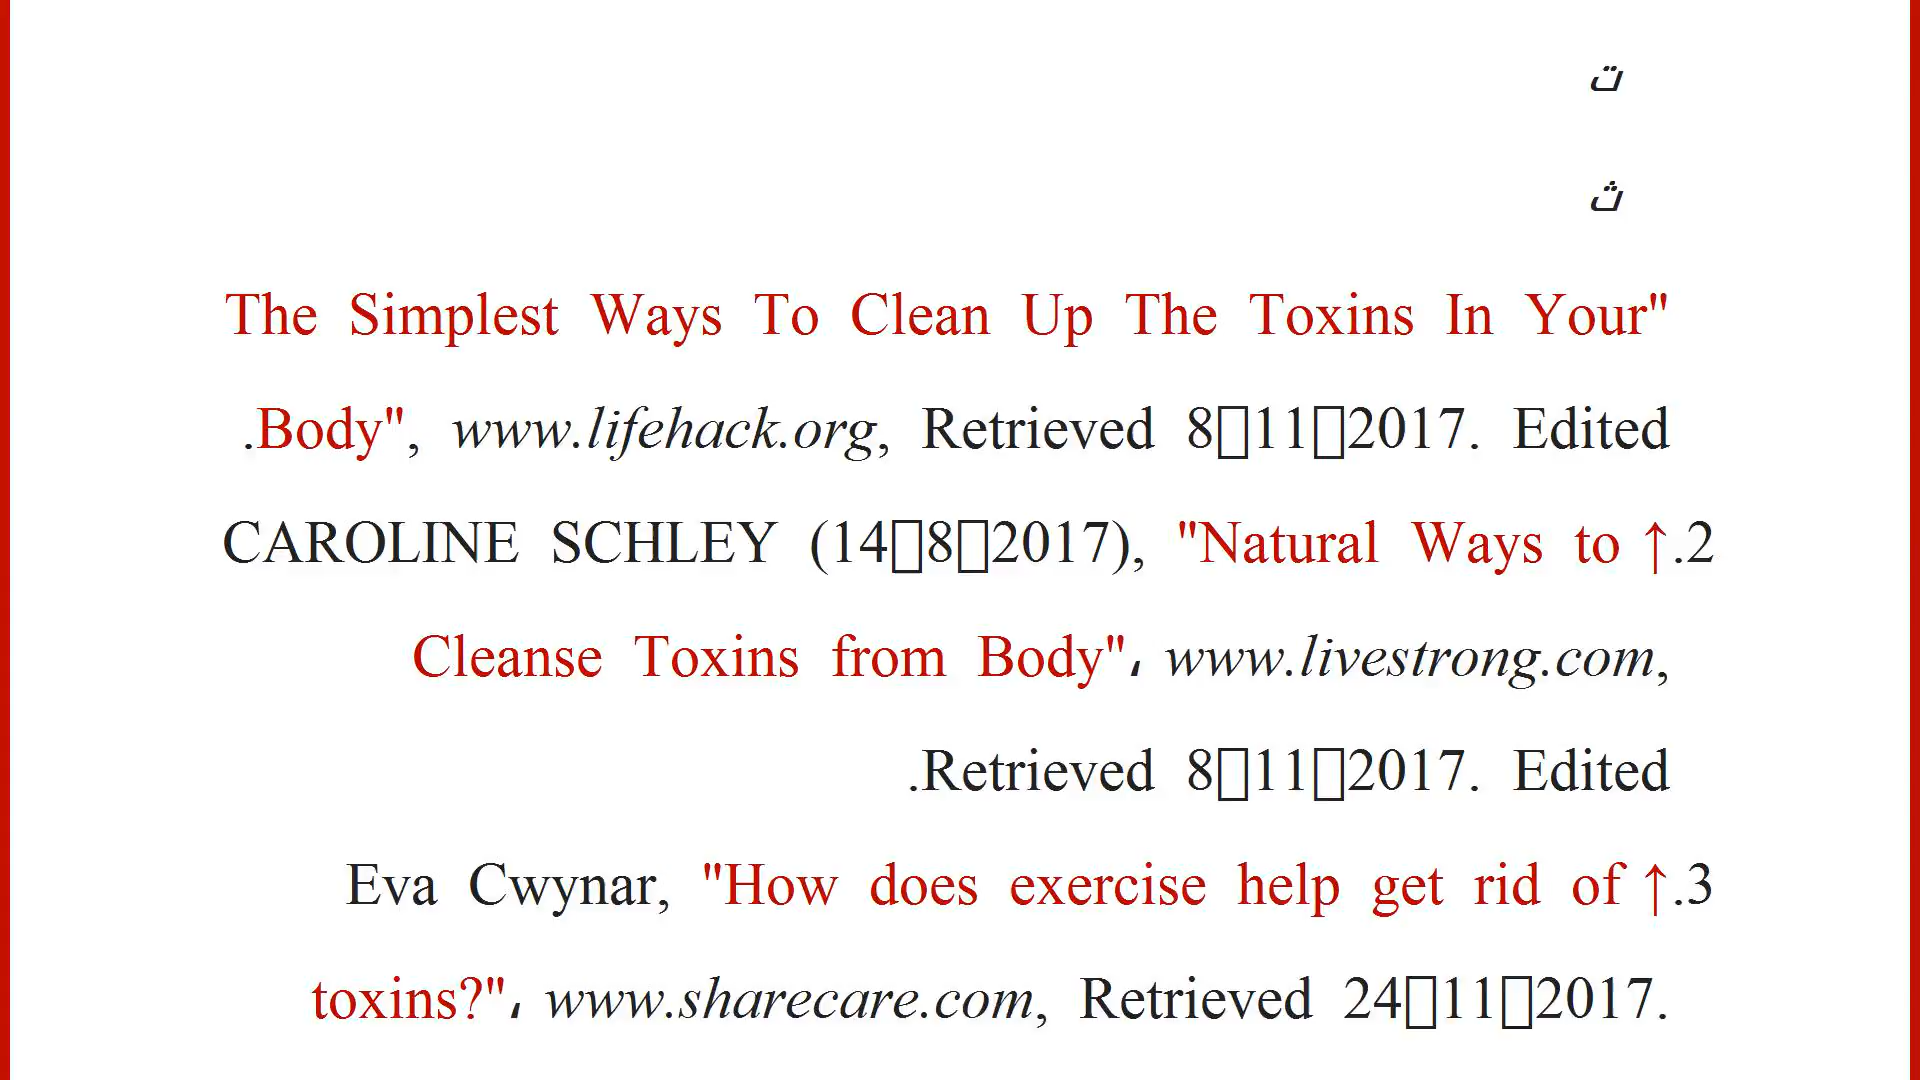 ت
ث
The Simplest Ways To Clean Up The Toxins In Your"
.Body", www.lifehack.org, Retrieved 8▯11▯2017. Edited
CAROLINE SCHLEY (14▯8▯2017), "Natural Ways to ↑.2
Cleanse Toxins from Body"، www.livestrong.com,
.Retrieved 8▯11▯2017. Edited
Eva Cwynar, "How does exercise help get rid of ↑.3
toxins?"، www.sharecare.com, Retrieved 24▯11▯2017.